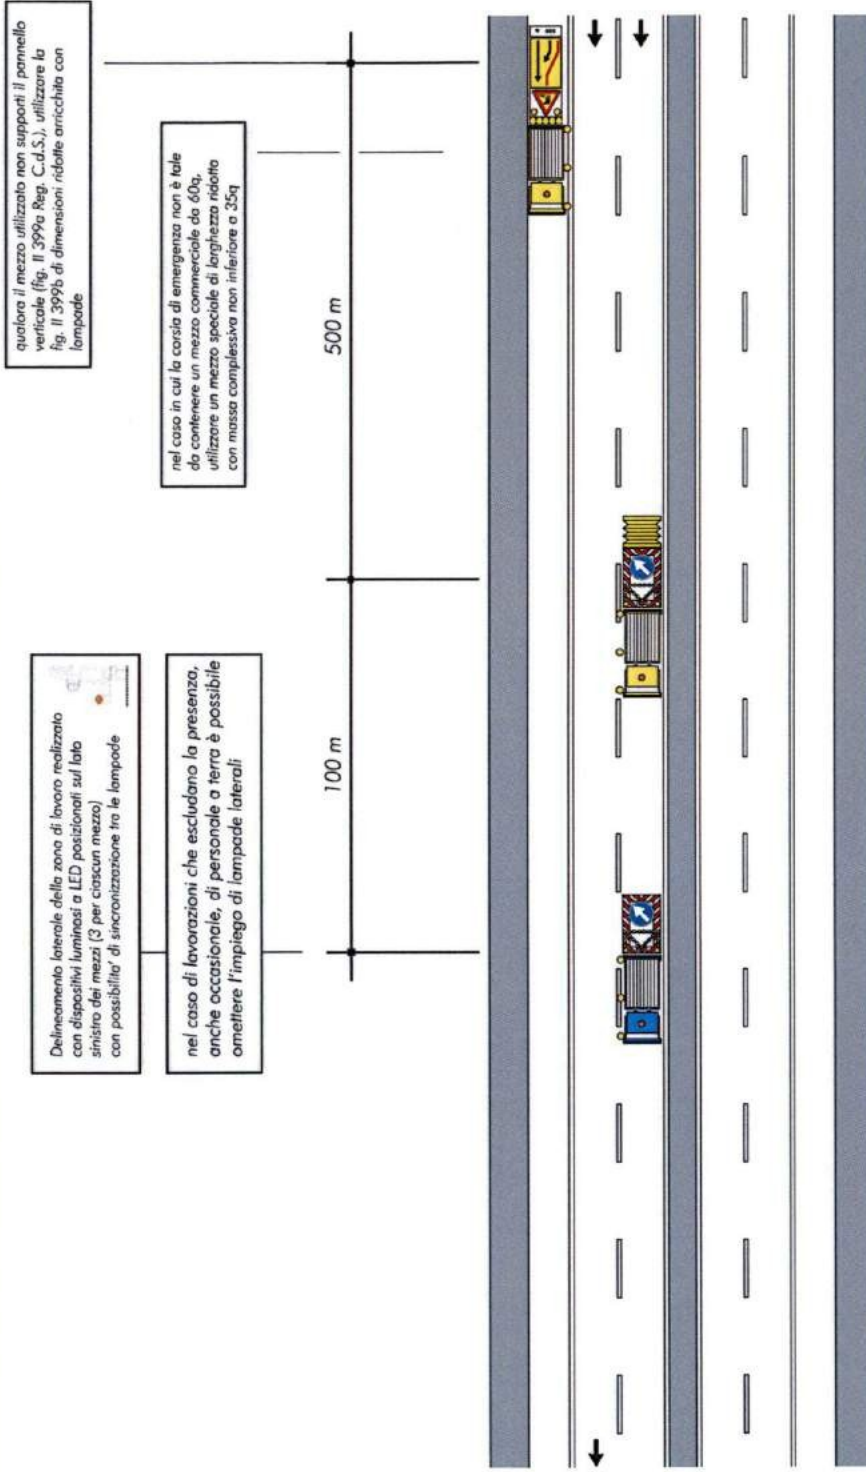 Delineamento laterale della zona di lavoro realizzato
con dispositivi luminosi a LED posizionati sul lato
sinistro dei mezzi (3 per ciascun mezzo)
con possibilita' di sincronizzazione tra le lampade
nel caso di lavorazioni che escludano la presenza,
anche occasionale, di personale a terra è possibile
omettere l'impiego di lampade laterali
qualora il mezzo utilizzato non supporti il pannello
verticale (fig. II 399a Reg. C.d.S.), utilizzare la
fig. II 399b di dimensioni ridotte arricchita con
lampade
nel caso in cui la corsia di emergenza non è tale
da contenere un mezzo commerciale da 60q,
utilizzare un mezzo speciale di larghezza ridotta
con massa complessiva non inferiore a 35q
100 m
500 m